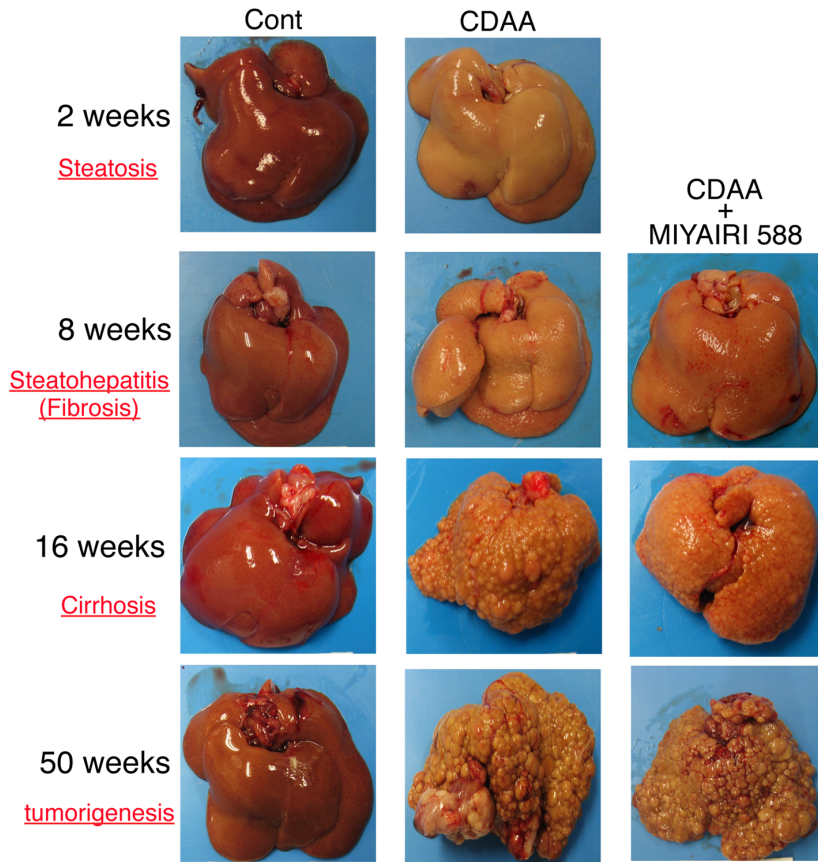 Cont
CDAA
2 weeks
Steatosis
CDAA
+
MIYAIRI 588
8 weeks
Steatohepatitis
(Fibrosis)
16 weeks
Cirrhosis
50 weeks
tumorigenesis